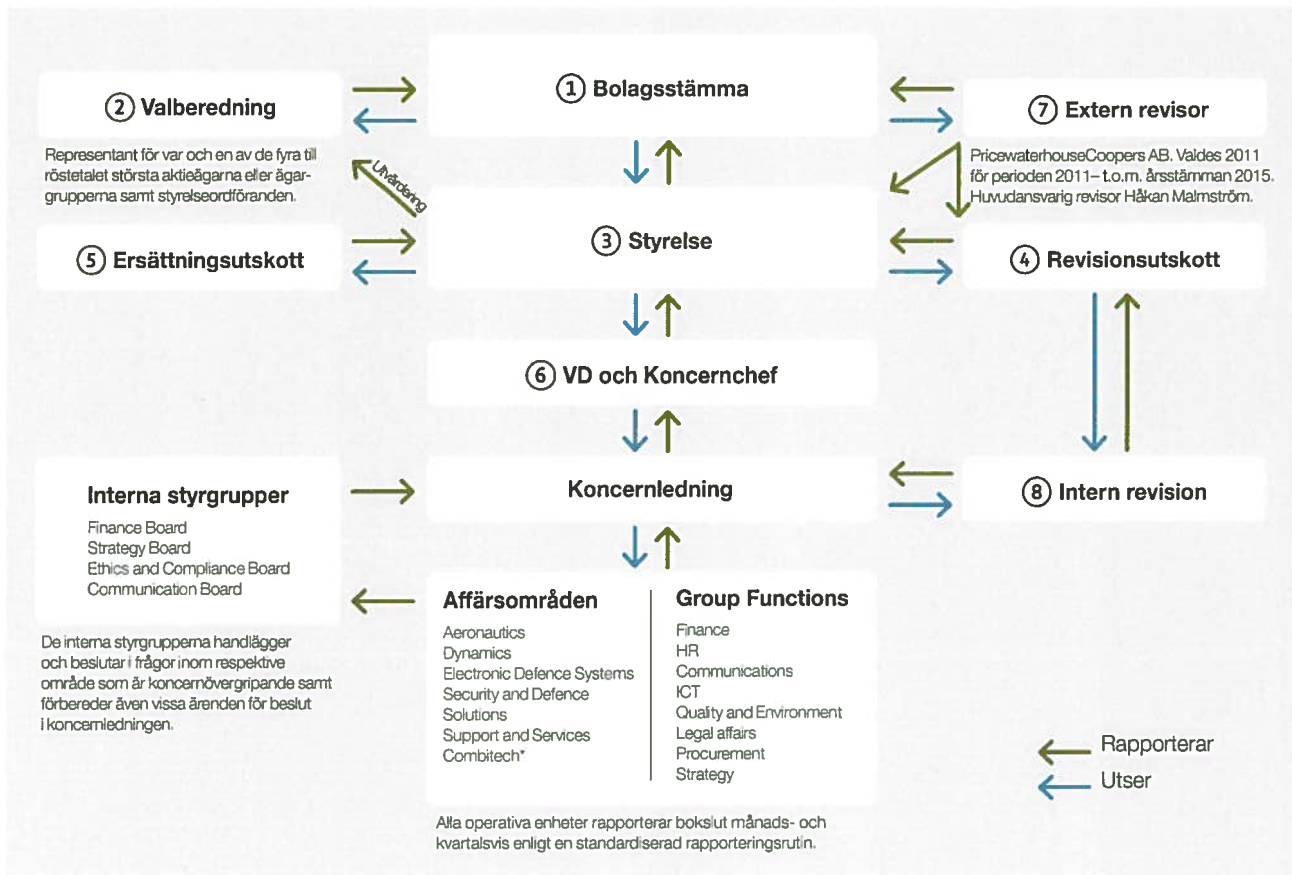 ① Bolagsstämma
② Valberedning
Representant för var och en av de fyra till
röstetalet största aktieägarna eller ägar-
grupperna samt styrelseordföranden.
⑦ Extern revisor
PricewaterhouseCoopers AB. Valdes 2011
för perioden 2011– t.o.m. årsstämman 2015.
Huvudansvarig revisor Håkan Malmström.
Utvärdering
⑤ Ersättningsutskott
③ Styrelse
④ Revisionsutskott
⑥ VD och Koncernchef
Interna styrgrupper
Finance Board
Strategy Board
Ethics and Compliance Board
Communication Board
De interna styrgrupperna handlägger
och beslutar i frågor inom respektive
område som är koncernövergripande samt
förbereder även vissa ärenden för beslut
i koncernledningen.
Koncernledning
⑧ Intern revision
Affärsområden
Aeronautics
Dynamics
Electronic Defence Systems
Security and Defence
Solutions
Support and Services
Combitech*
Group Functions
Finance
HR
Communications
ICT
Quality and Environment
Legal affairs
Procurement
Strategy
Alla operativa enheter rapporterar bokslut månads- och
kvartalsvis enligt en standardiserad rapporteringsrutin.
Rapporterar
Utser